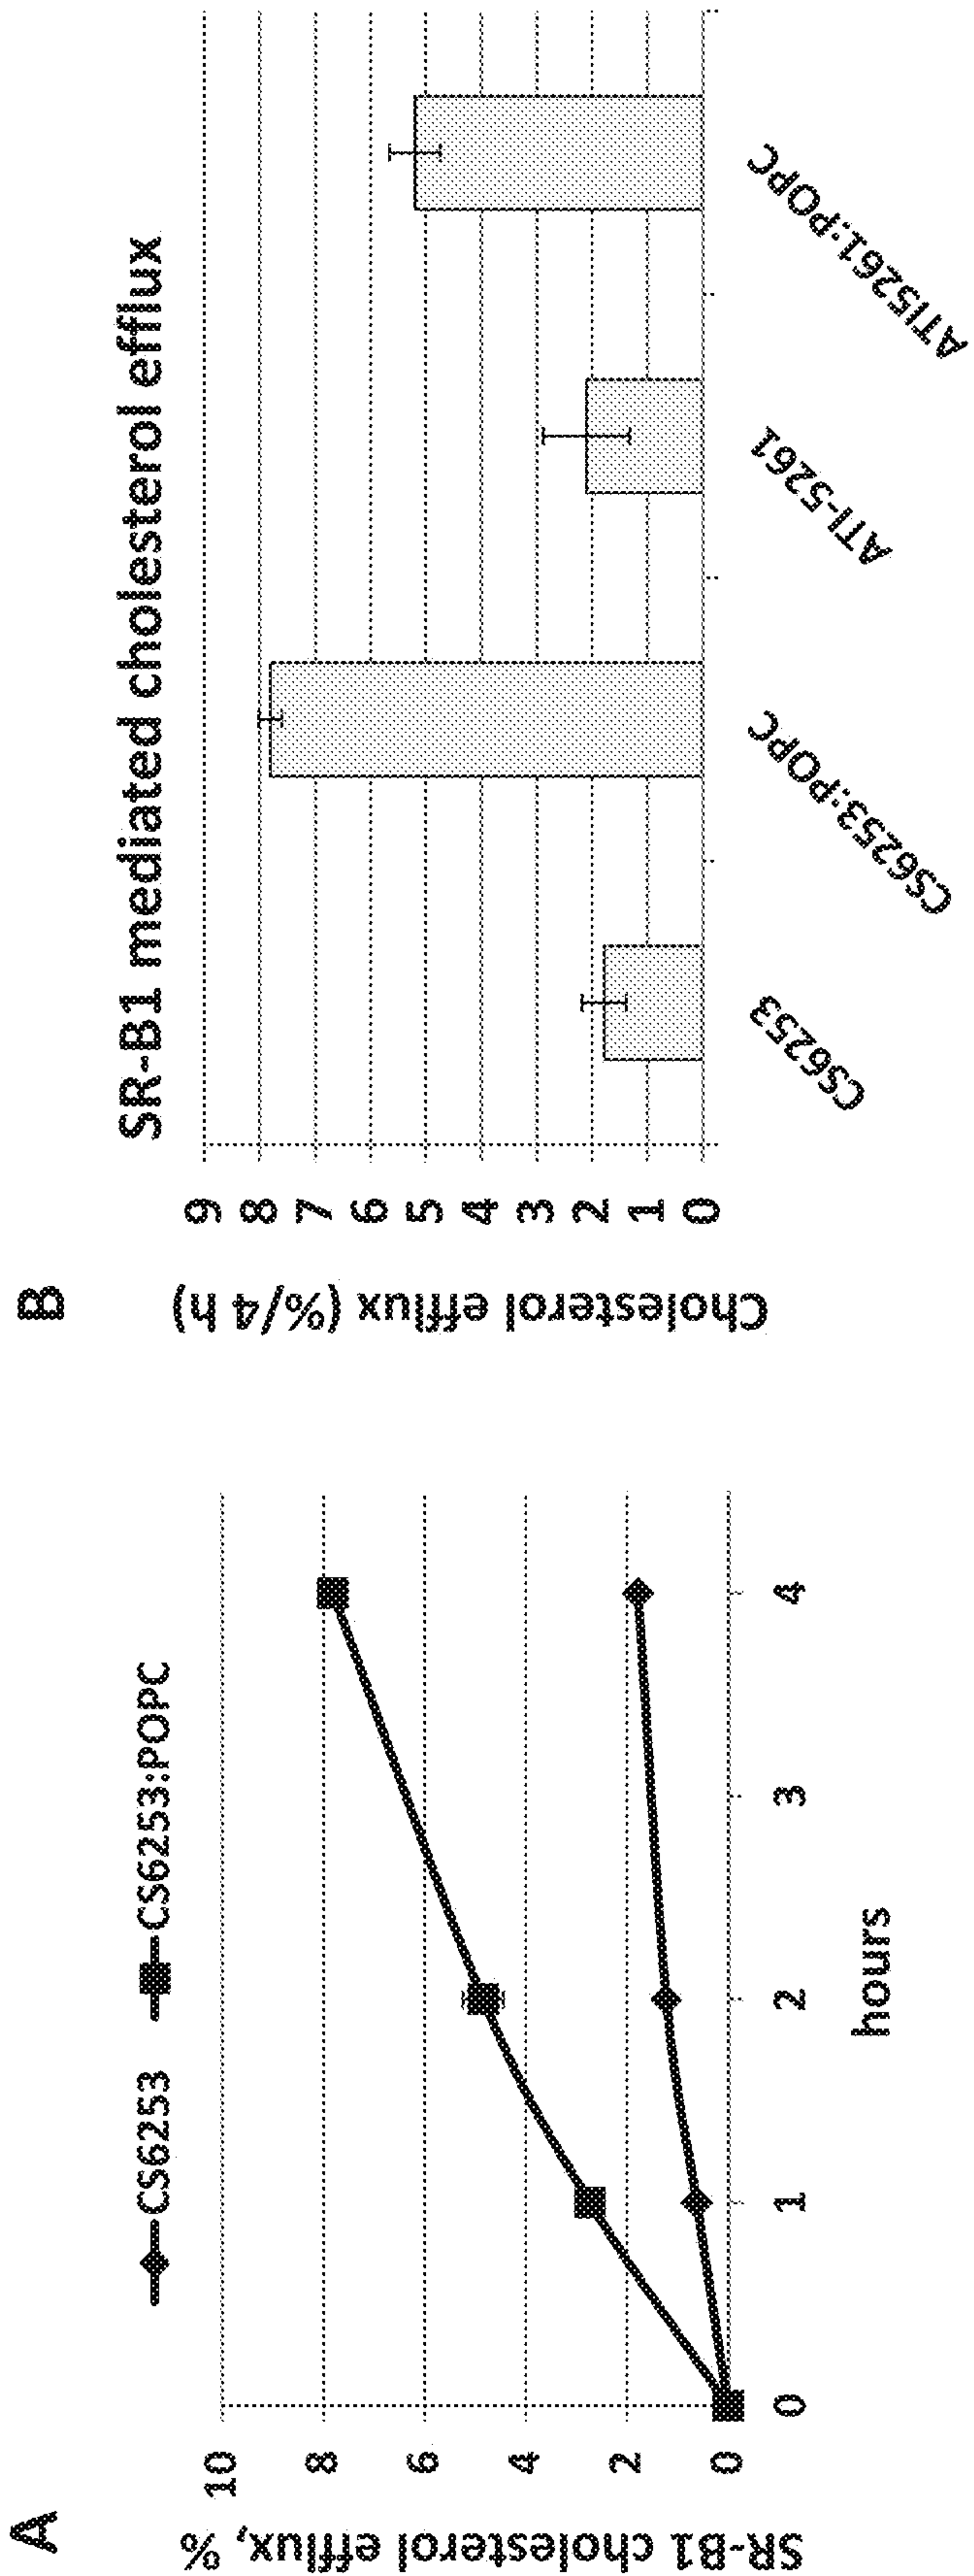 A
CS6253 CS6253:POPC
SR-B1 cholesterol efflux, %
10
8
6
4
2
0
0 1 2 3 4
hours
B
SR-B1 mediated cholesterol efflux
Cholesterol efflux (%/4 h)
9
8
7
6
5
4
3
2
1
0
CS6253
CS6253:POPC
ATI-5261
ATI5261:POPC